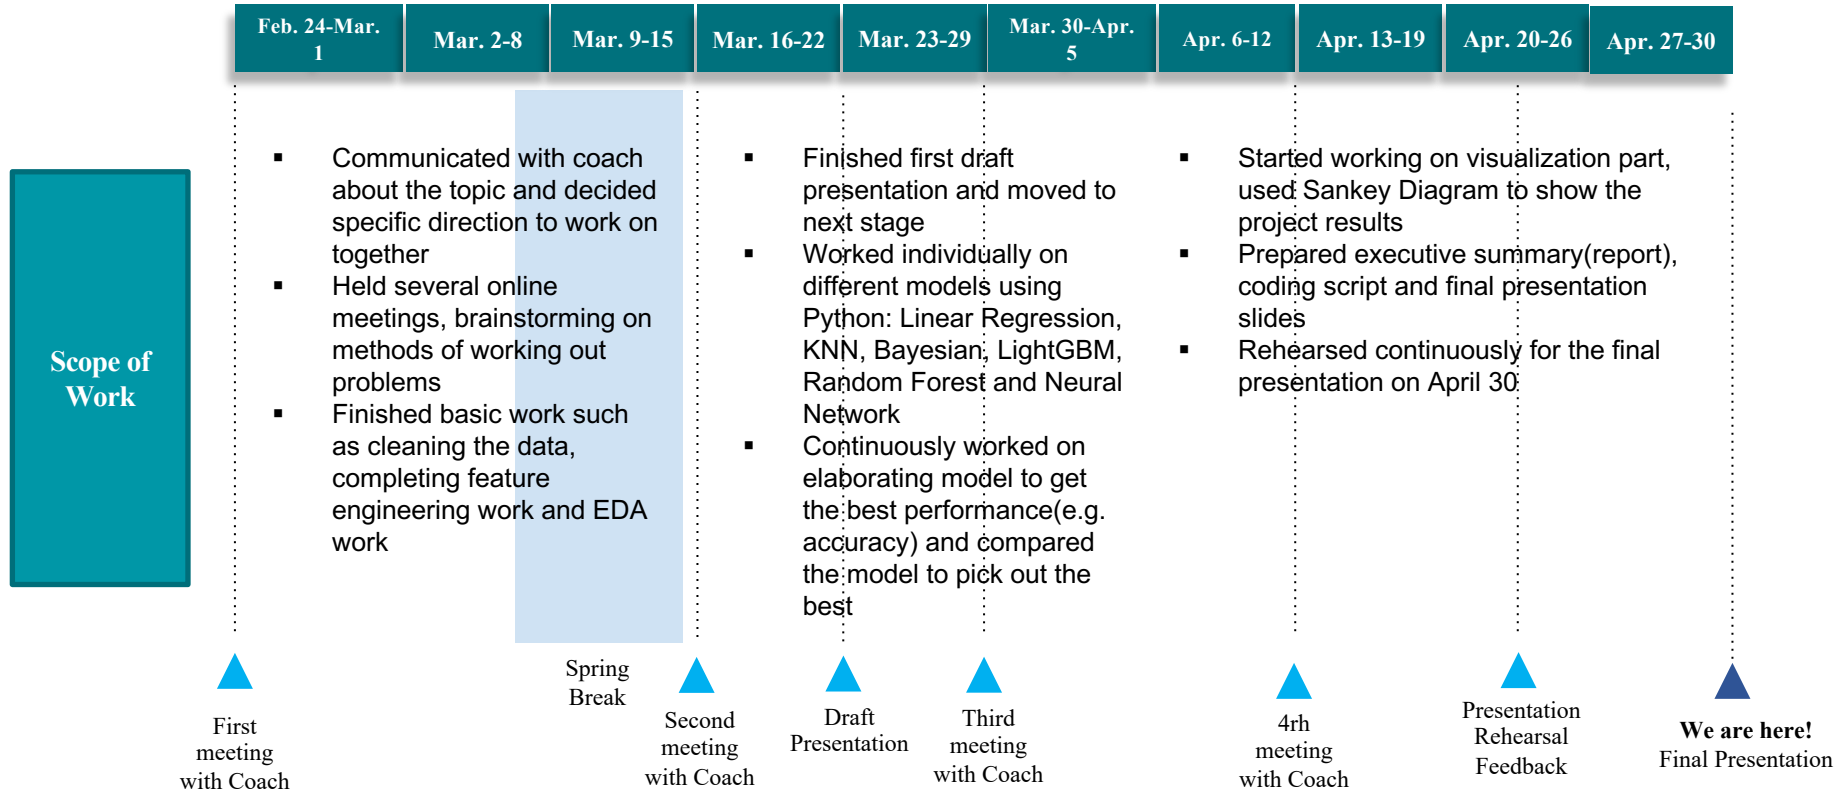 Feb. 24-Mar.
1
Mar. 2-8
Mar. 9-15
Mar. 16-22
Mar. 23-29
Mar. 30-Apr.
5
Apr. 6-12
Apr. 13-19
Apr. 20-26
Apr. 27-30
Scope of
Work
▪ Communicated with coach
about the topic and decided
specific direction to work on
together
▪ Held several online
meetings, brainstorming on
methods of working out
problems
▪ Finished basic work such
as cleaning the data,
completing feature
engineering work and EDA
work
▪ Finished first draft
presentation and moved to
next stage
▪ Worked individually on
different models using
Python: Linear Regression,
KNN, Bayesian, LightGBM,
Random Forest and Neural
Network
▪ Continuously worked on
elaborating model to get
the best performance(e.g.
accuracy) and compared
the model to pick out the
best
▪ Started working on visualization part,
used Sankey Diagram to show the
project results
▪ Prepared executive summary(report),
coding script and final presentation
slides
▪ Rehearsed continuously for the final
presentation on April 30
First
meeting
with Coach
Spring
Break
Second
meeting
with Coach
Draft
Presentation
Third
meeting
with Coach
4rh
meeting
with Coach
Presentation
Rehearsal
Feedback
We are here!
Final Presentation